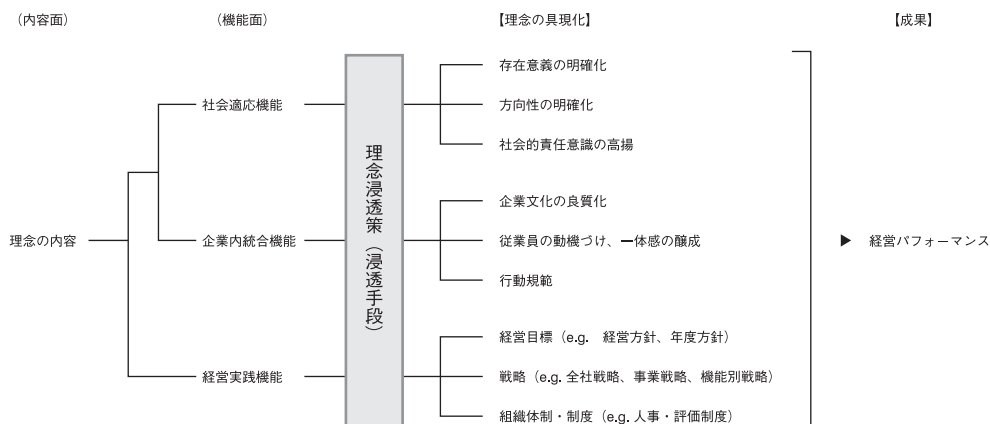 （内容面）
（機能面）
【理念の具現化】
【成果】
理念の内容
社会適応機能
企業内統合機能
経営実践機能
理念浸透策（浸透手段）
存在意義の明確化
方向性の明確化
社会的責任意識の高揚
企業文化の良質化
従業員の動機づけ、一体感の醸成
行動規範
経営目標（e.g.　経営方針、年度方針）
戦略（e.g. 全社戦略、事業戦略、機能別戦略）
組織体制・制度（e.g. 人事・評価制度）
▶ 経営パフォーマンス